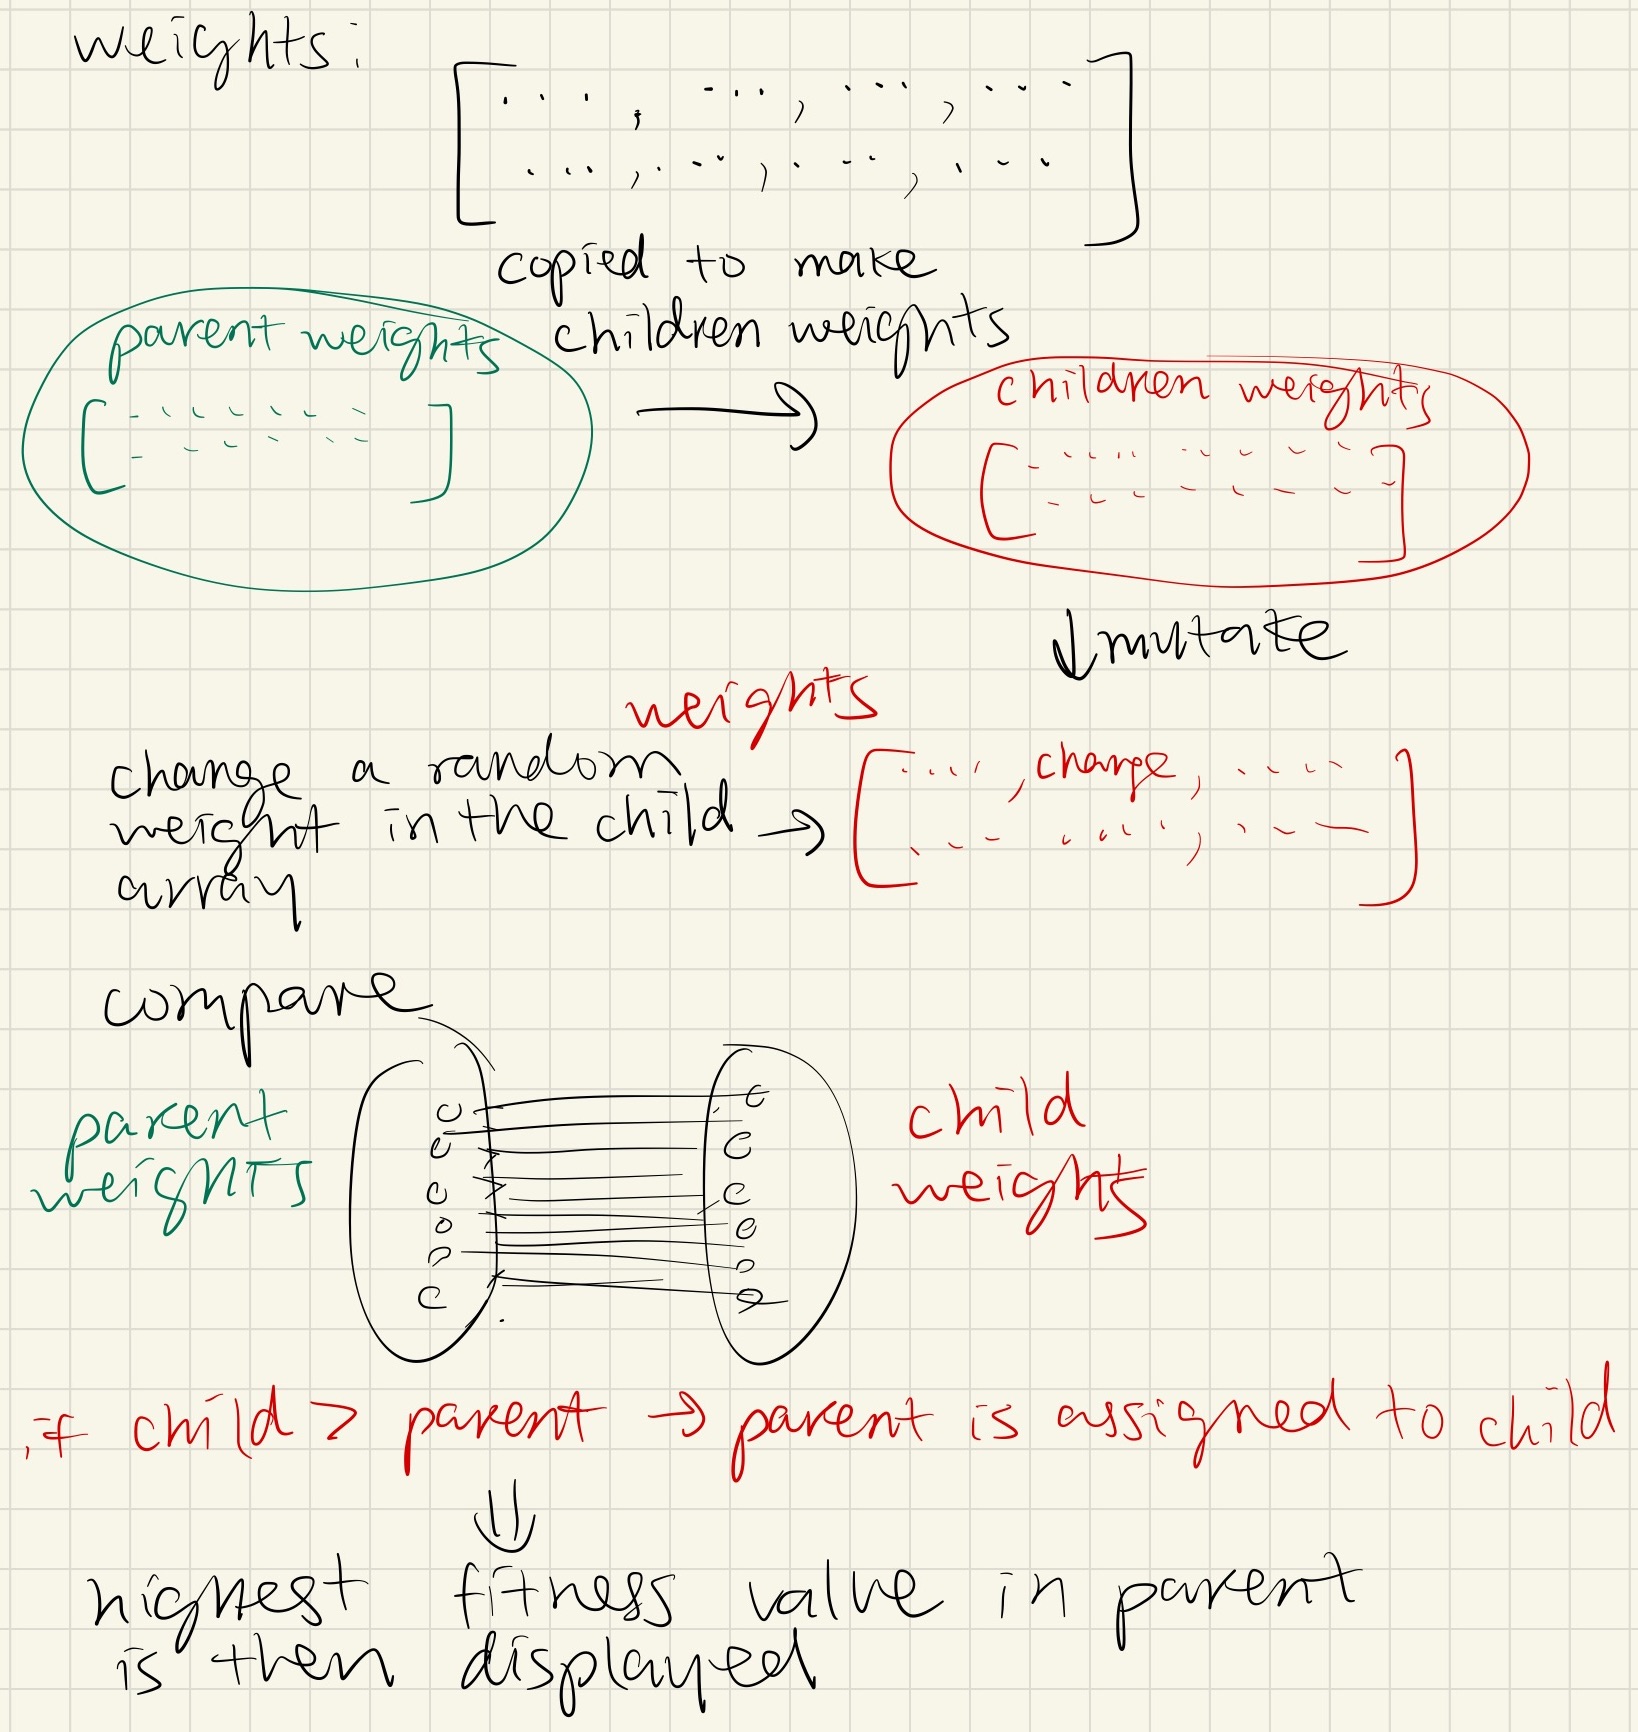 weights:
copied to make
children weights
parent weights
children weights
mutate
weights
change a random
weight in the child
array
change
compare
parent
weights
child
weights
if child > parent → parent is assigned to child
highest fitness value in parent
is then displayed